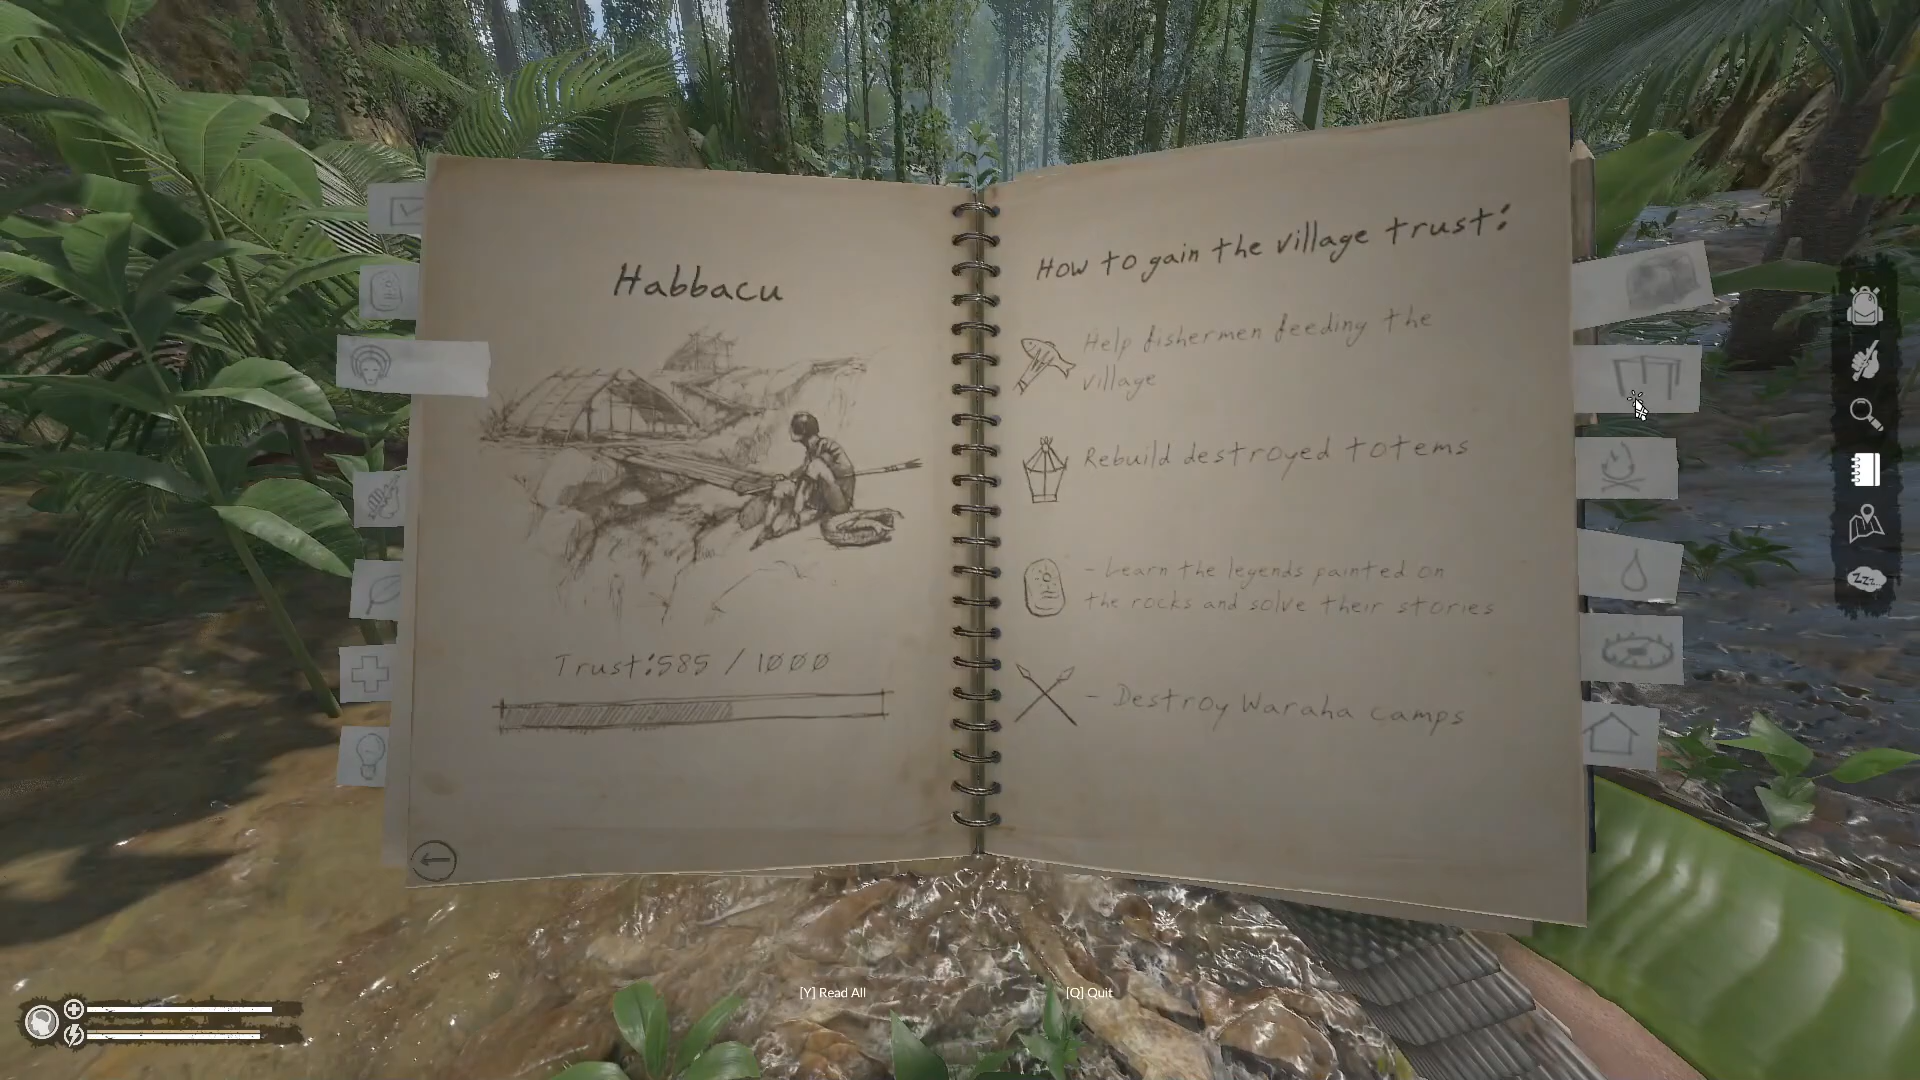 Habbacu
Trust:585 / 1000
How to gain the village trust:
Help fishermen feeding the
village
Rebuild destroyed totems
- Learn the legends painted on
the rocks and solve their stories
- Destroy Waraha camps
zzz...
[Y] Read All
[Q] Quit